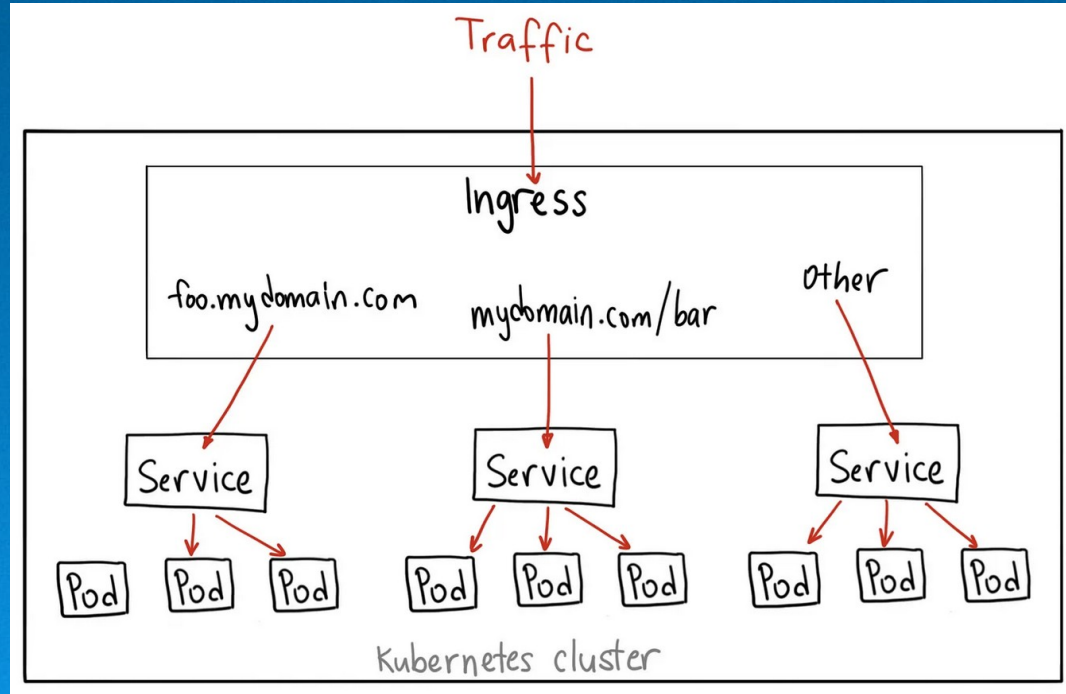 Traffic
Ingress
foo.mydomain.com
mydomain.com/bar
other
Service
Service
Service
Pod
Pod
Pod
Pod
Pod
Pod
Pod
Pod
Pod
Kubernetes cluster